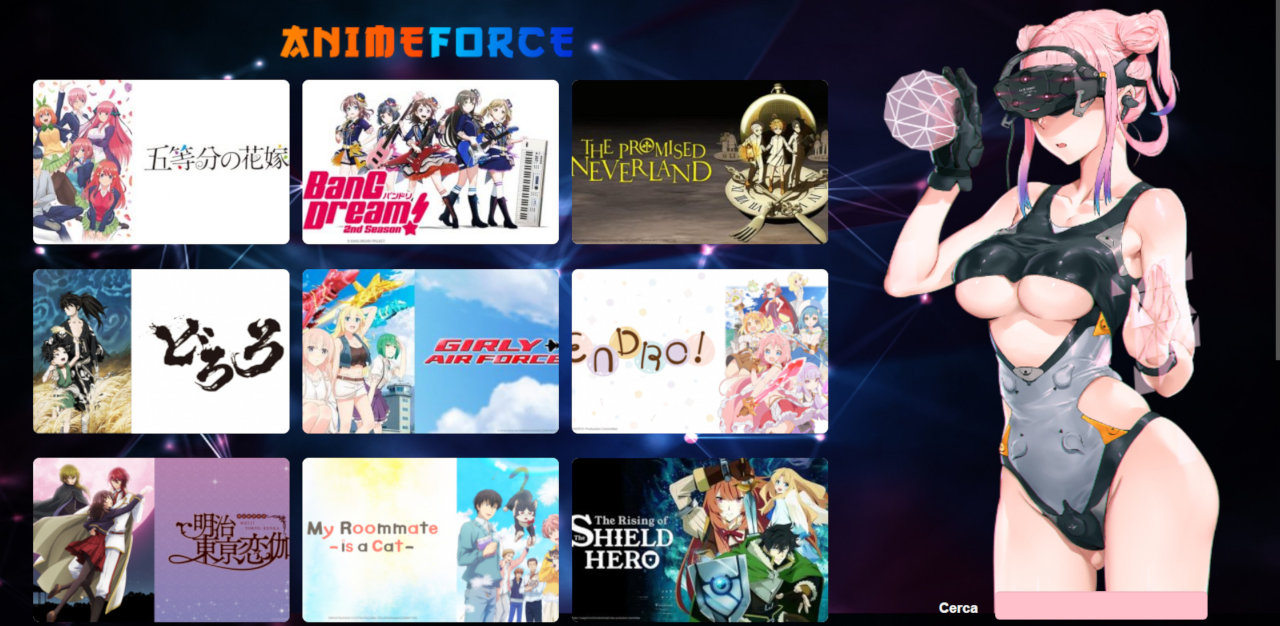 ANIMEFORCE
五等分の花嫁
BanG
バンドリ
Dream!
2nd Season
THE PROMISED
NEVERLAND
どろろ
GIRLY
AIR FORCE
ENDRO!
明治
東亰恋伽
My Roommate
-is a Cat-
The Rising of
The SHIELD
HERO
Cerca